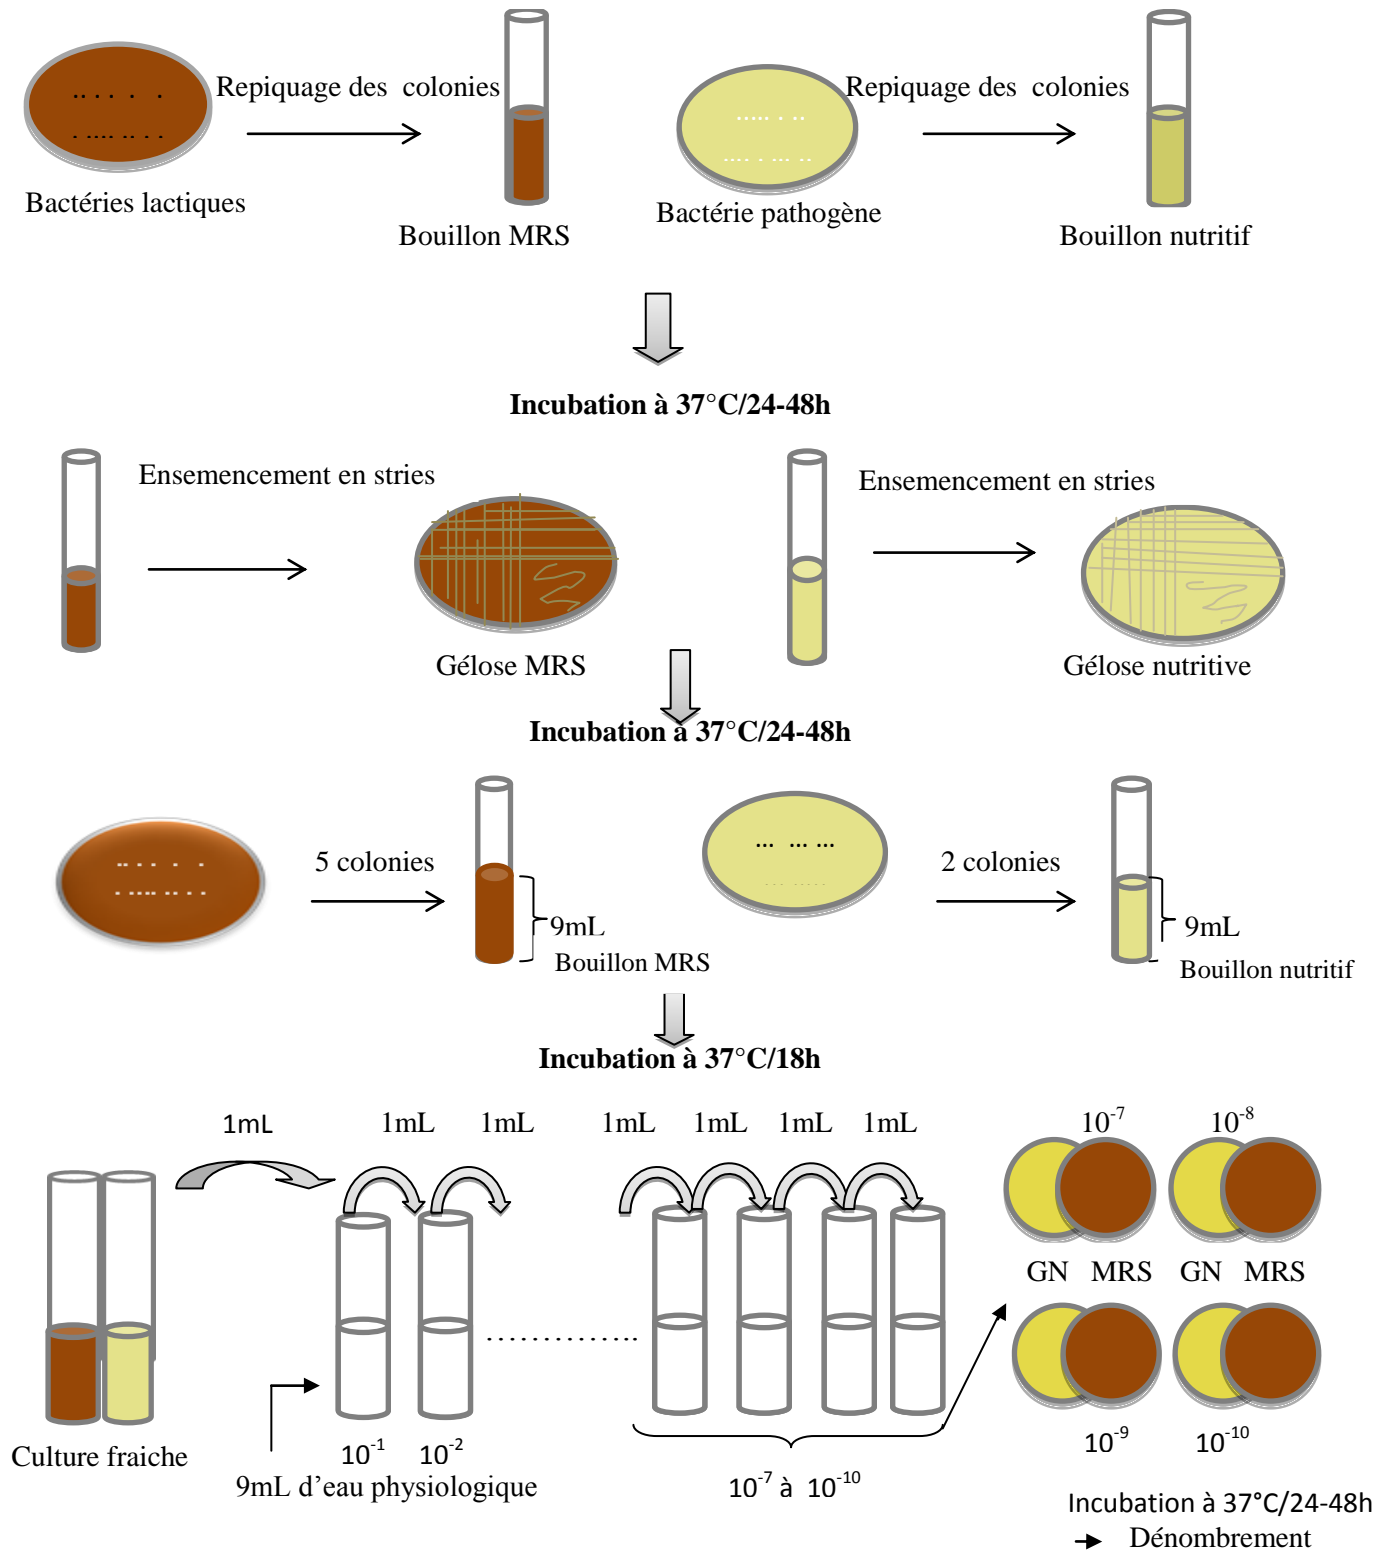 Repiquage des colonies
Repiquage des colonies
Bactéries lactiques
Bouillon MRS
Bactérie pathogène
Bouillon nutritif
Incubation à 37°C/24-48h
Ensemencement en stries
Ensemencement en stries
Gélose MRS
Gélose nutritive
Incubation à 37°C/24-48h
5 colonies
2 colonies
9mL
Bouillon MRS
9mL
Bouillon nutritif
Incubation à 37°C/18h
1mL 1mL 1mL 1mL 1mL 1mL 1mL
10⁻⁷ 10⁻⁸
GN MRS GN MRS
Culture fraiche
10⁻¹ 10⁻²
9mL d’eau physiologique
10⁻⁷ à 10⁻¹⁰
10⁻⁹ 10⁻¹⁰
Incubation à 37°C/24-48h
Dénombrement